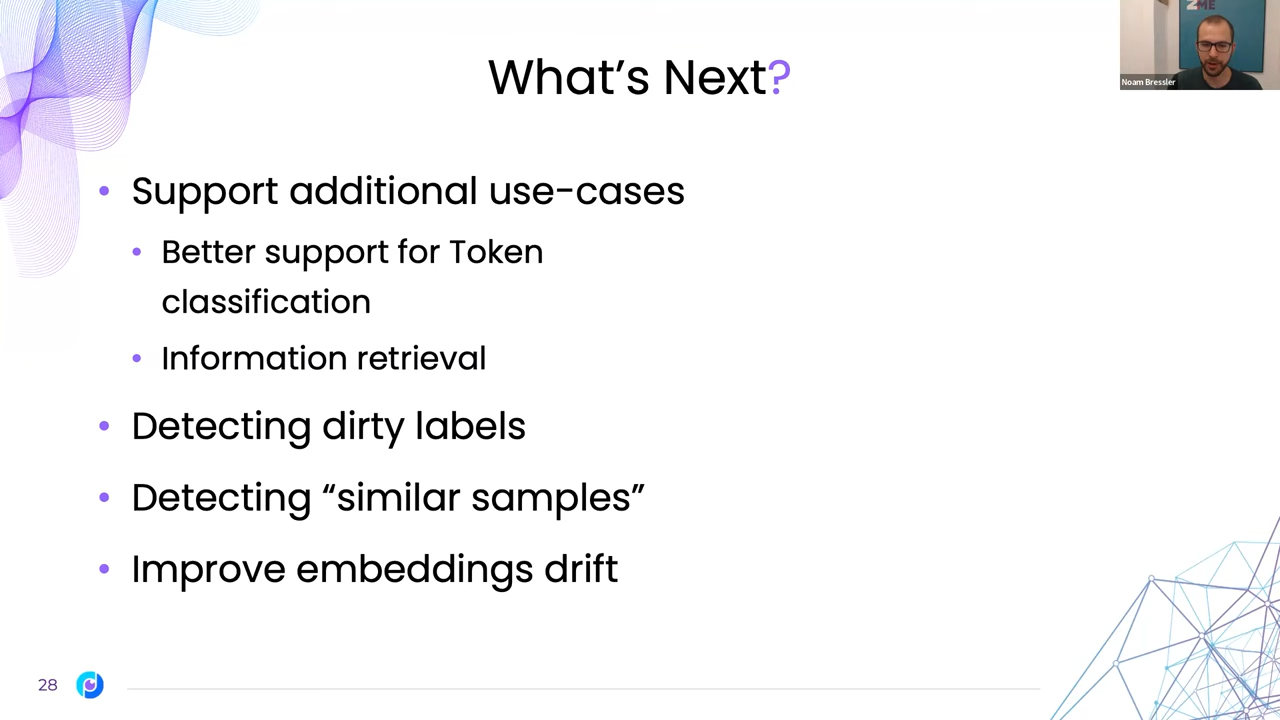 What's Next?
• Support additional use-cases
• Better support for Token
classification
• Information retrieval
• Detecting dirty labels
• Detecting “similar samples”
• Improve embeddings drift
28
ME
Noam Bressler